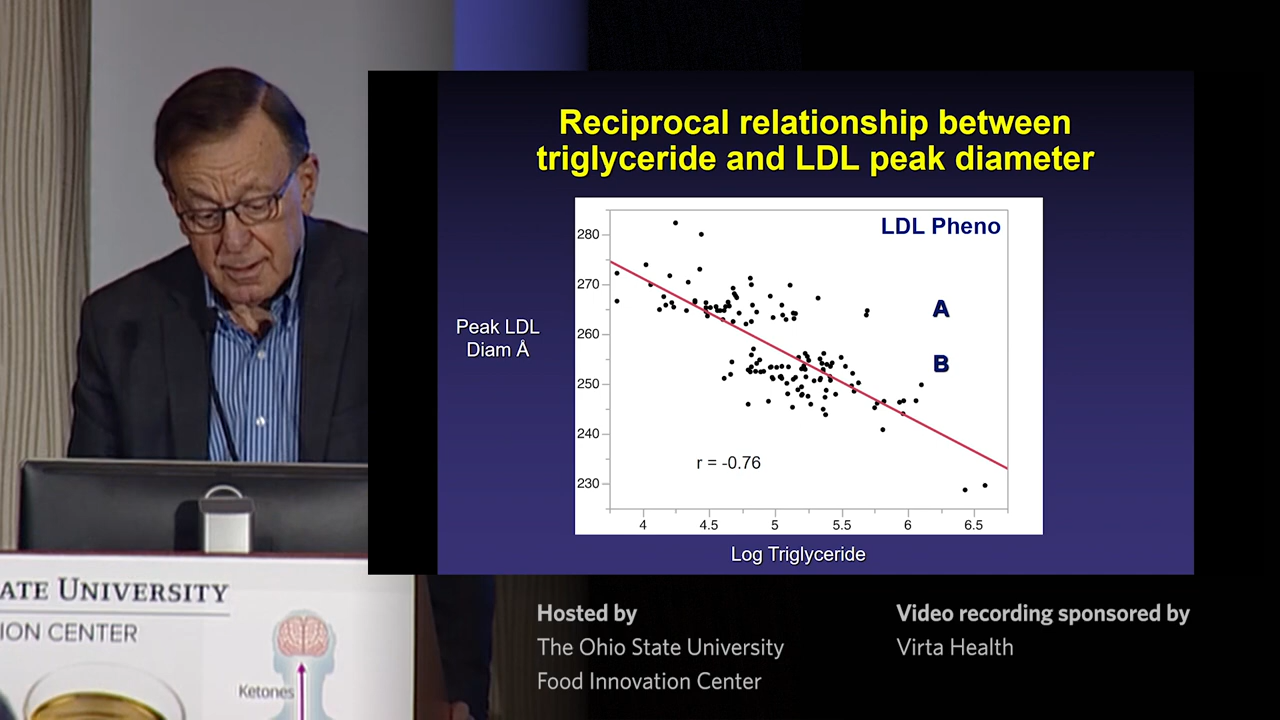 Reciprocal relationship between
triglyceride and LDL peak diameter
LDL Pheno
280
270
260
250
240
230
A
B
Peak LDL
Diam Å
r = -0.76
4
4.5
5
5.5
6
6.5
Log Triglyceride
ATE UNIVERSITY
ION CENTER
Ketones
Hosted by
The Ohio State University
Food Innovation Center
Video recording sponsored by
Virta Health